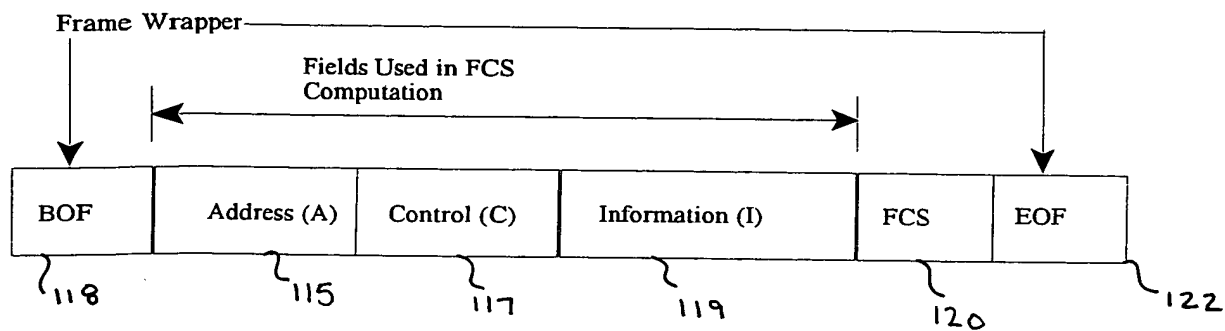 Frame Wrapper
Fields Used in FCS
Computation
BOF Address (A) Control (C) Information (I) FCS EOF
118 115 117 119 120 122